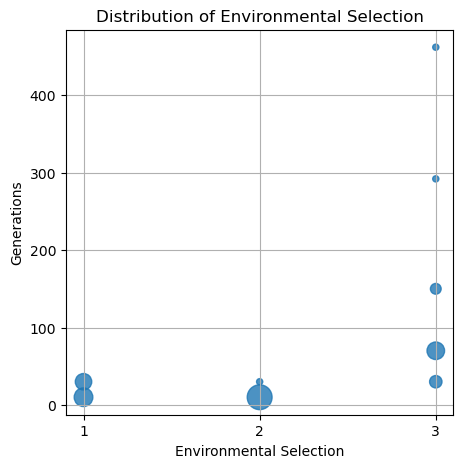 Distribution of Environmental Selection
400
300
200
100
0
Generations
1 2 3
Environmental Selection